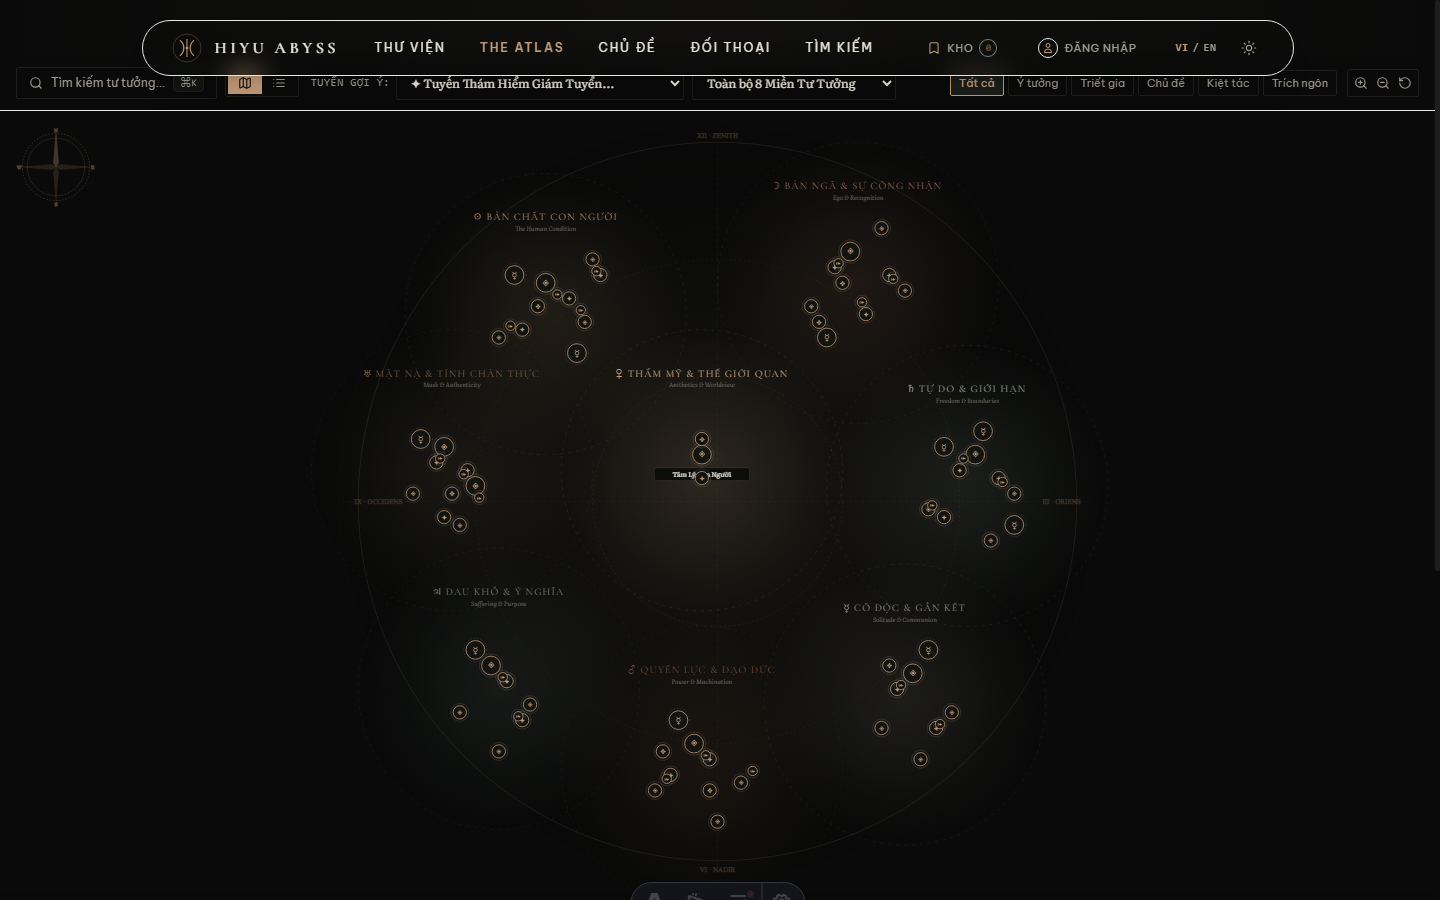 HIYU ABYSS
THƯ VIỆN
THE ATLAS
CHỦ ĐỀ
ĐỐI THOẠI
TÌM KIẾM
KHO 0
ĐĂNG NHẬP
VI / EN
Tìm kiếm tư tưởng... ⌘K
TUYẾN GỢI Ý:
✦ Tuyến Thám Hiểm Giám Tuyển...
Toàn bộ 8 Miền Tư Tưởng
Tất cả
Ý tưởng
Triết gia
Chủ đề
Kiệt tác
Trích ngôn
XII · ZENITH
☽ BẢN NGÃ & SỰ CÔNG NHẬN
Ego & Recognition
⊙ BẢN CHẤT CON NGƯỜI
The Human Condition
♅ MẶT NẠ & TÍNH CHÂN THỰC
Mask & Authenticity
♀ THẨM MỸ & THẾ GIỚI QUAN
Aesthetics & Worldview
♄ TỰ DO & GIỚI HẠN
Freedom & Boundaries
Người
IX · OCCIDENS
III · ORIENS
♃ ĐAU KHỔ & Ý NGHĨA
Suffering & Purpose
☿ CÔ ĐỘC & GẮN KẾT
Solitude & Communion
♂ QUYỀN LỰC & ĐẠO ĐỨC
Power & Machination
VI · NADIR